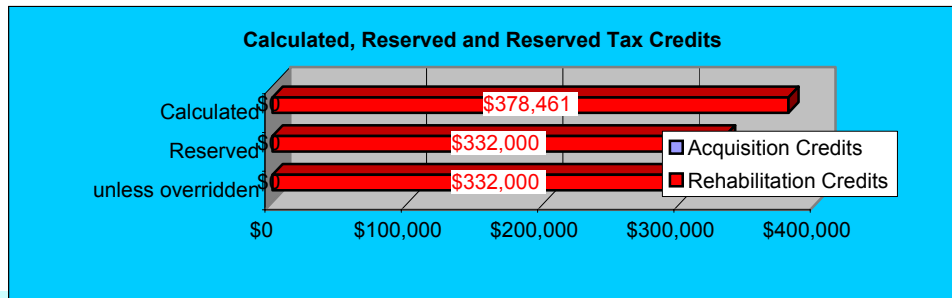 Calculated, Reserved and Reserved Tax Credits
Calculated $0 $378,461
Reserved $0 $332,000
unless overridden $0 $332,000
Acquisition Credits
Rehabilitation Credits
$0 $100,000 $200,000 $300,000 $400,000